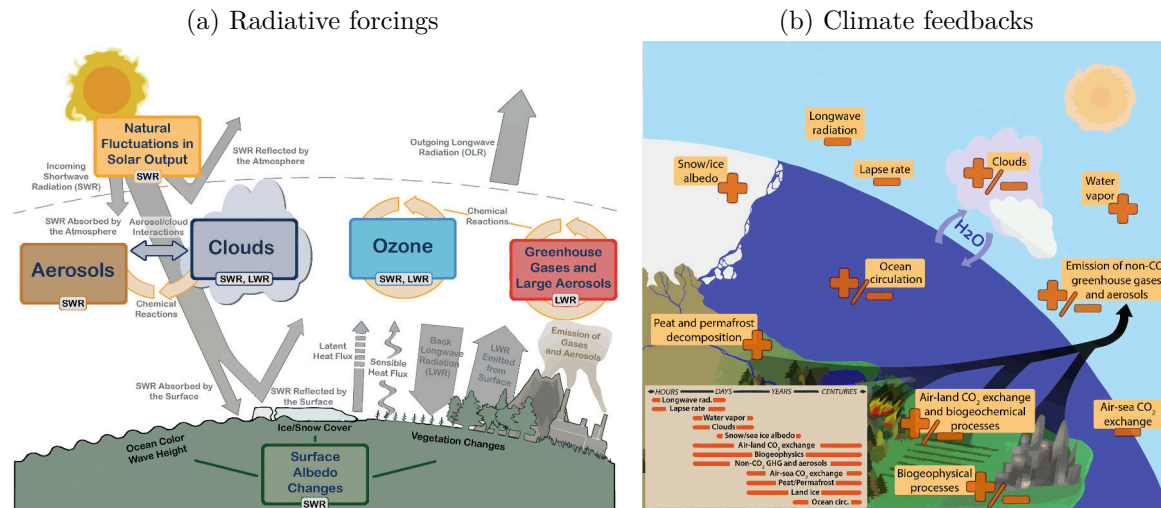 (a) Radiative forcings
Natural
Fluctuations in
Solar Output
SWR
Incoming
Shortwave
Radiation (SWR)
SWR Reflected by
the Atmosphere
Outgoing Longwave
Radiation (OLR)
SWR Absorbed by
the Atmosphere
Aerosol/cloud
Interactions
Chemical
Reactions
Aerosols
SWR
Clouds
SWR, LWR
Ozone
SWR, LWR
Greenhouse
Gases and
Large Aerosols
LWR
Chemical
Reactions
Latent
Heat Flux
Sensible
Heat Flux
Back
Longwave
Radiation
(LWR)
LWR
Emitted
from
Surface
Emission of
Gases
and Aerosols
SWR Absorbed by
the Surface
SWR Reflected by
the Surface
Ice/Snow Cover
Ocean Color
Wave Height
Vegetation Changes
Surface
Albedo
Changes
SWR
(b) Climate feedbacks
Longwave
radiation
Snow/ice
albedo
Lapse rate
Clouds
Water
vapor
H2O
Ocean
circulation
Emission of non-CO
greenhouse gases
and aerosols
Peat and permafrost
decomposition
HOURS DAYS YEARS CENTURIES
Longwave rad.
Lapse rate
Water vapor
Clouds
Snow/sea ice albedo
Air-land CO2 exchange
Biogeophysics
Non-CO2 GHG and aerosols
Air-sea CO2 exchange
Peat/Permafrost
Land ice
Ocean circ.
Air-land CO2 exchange
and biogeochemical
processes
Air-sea CO2
exchange
Biogeophysical
processes